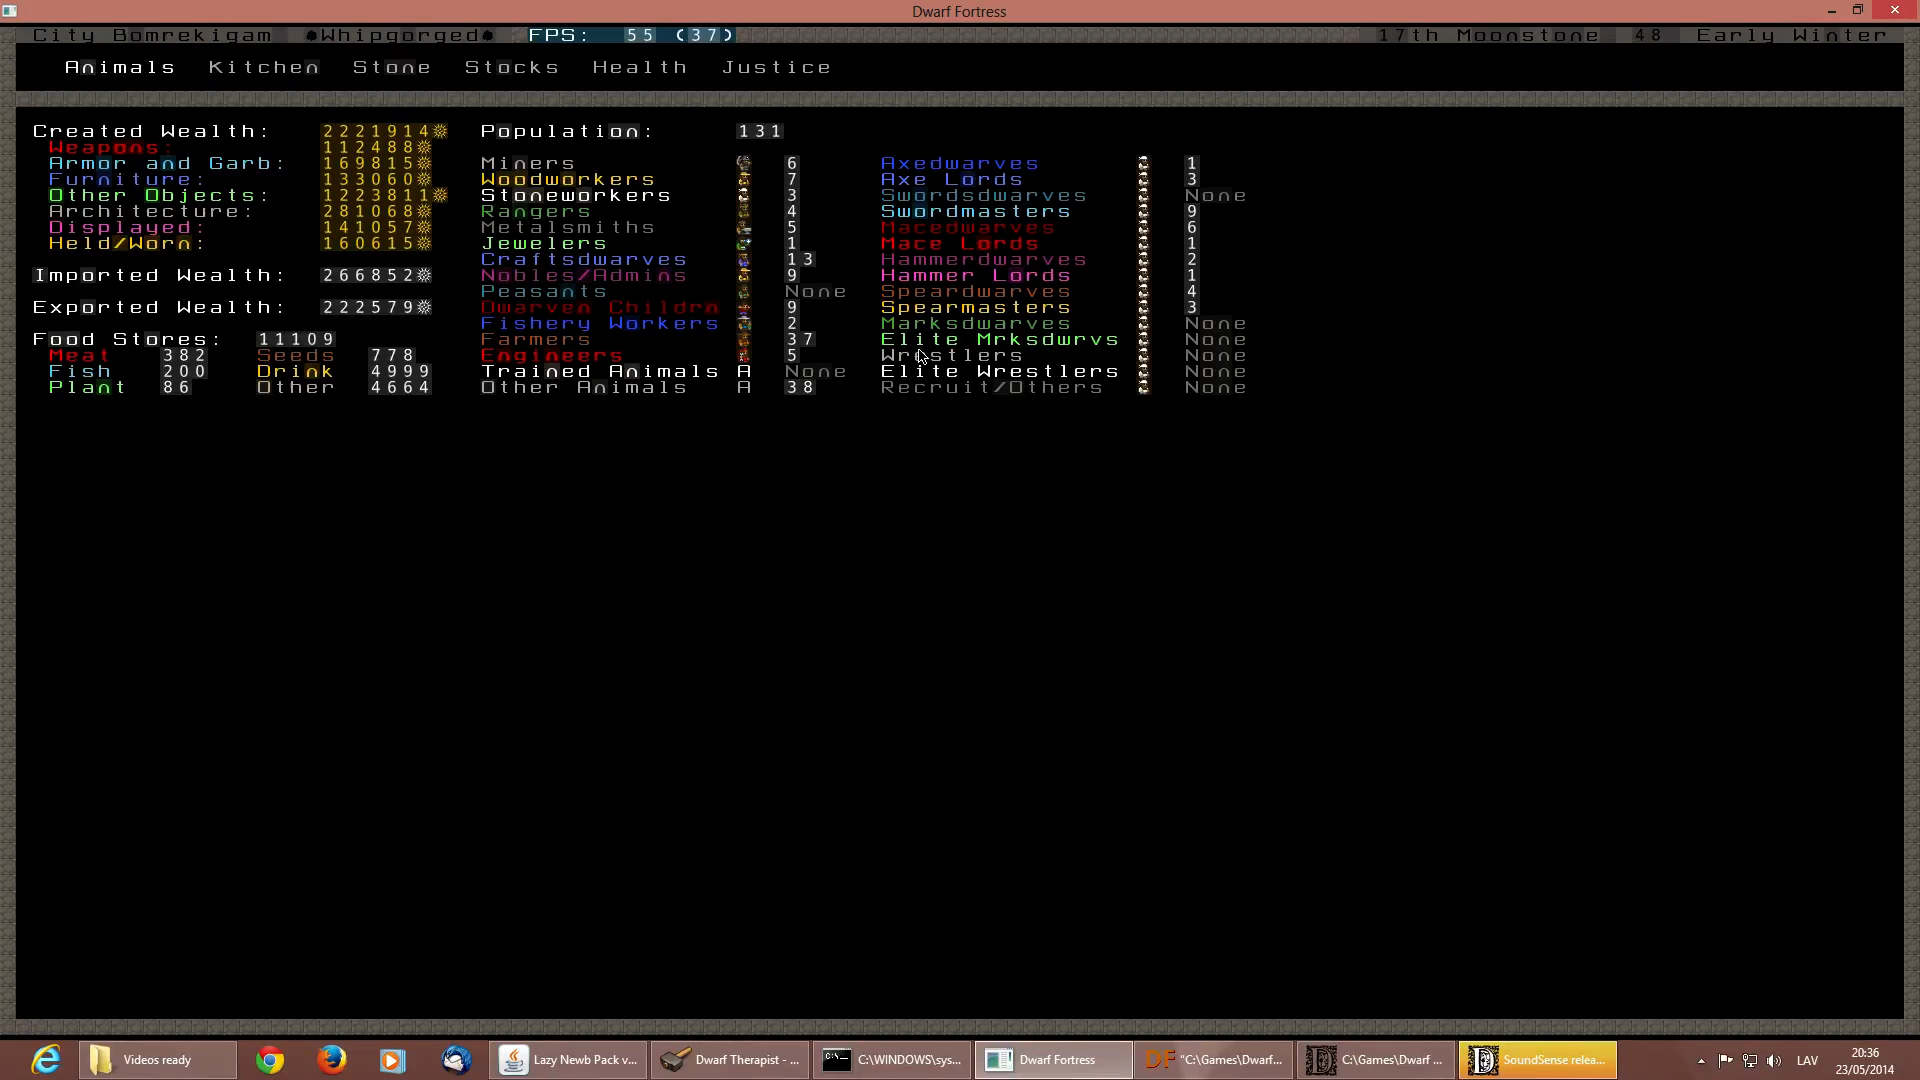 Dwarf Fortress
City Bomrekigam ☼Whipgorged☼ FPS: 55 (37) 17th Moonstone 48 Early Winter
Animals Kitchen Stone Stocks Health Justice
Created Wealth: 2221914☼ Population: 131
Weapons: 112488☼
Armor and Garb: 169815☼ Miners 6 Axedwarves 1
Furniture: 133060☼ Woodworkers 7 Axe Lords 3
Other Objects: 1223811☼ Stoneworkers 3 Swordsdwarves None
Architecture: 281068☼ Rangers 4 Swordmasters 9
Displayed: 141057☼ Metalsmiths 5 Macedwarves 6
Held/Worn: 160615☼ Jewelers 1 Mace Lords 1
Craftsdwarves 13 Hammerdwarves 2
Imported Wealth: 266852☼ Nobles/Admins 9 Hammer Lords 1
Peasants None Speardwarves 4
Exported Wealth: 222579☼ Dwarven Childrn 9 Spearmasters 3
Fishery Workers 2 Marksdwarves None
Food Stores: 11109 Farmers 37 Elite Mrksdwrvs None
Meat 382 Seeds 778 Engineers 5 Wrestlers None
Fish 200 Drink 4999 Trained Animals A None Elite Wrestlers None
Plant 86 Other 4664 Other Animals A 38 Recruit/Others None
Videos ready Lazy Newb Pack v... Dwarf Therapist - ... C:\WINDOWS\sys... Dwarf Fortress DF "C:\Games\Dwarf... C:\Games\Dwarf ... SoundSense relea... LAV 20:36
23/05/2014